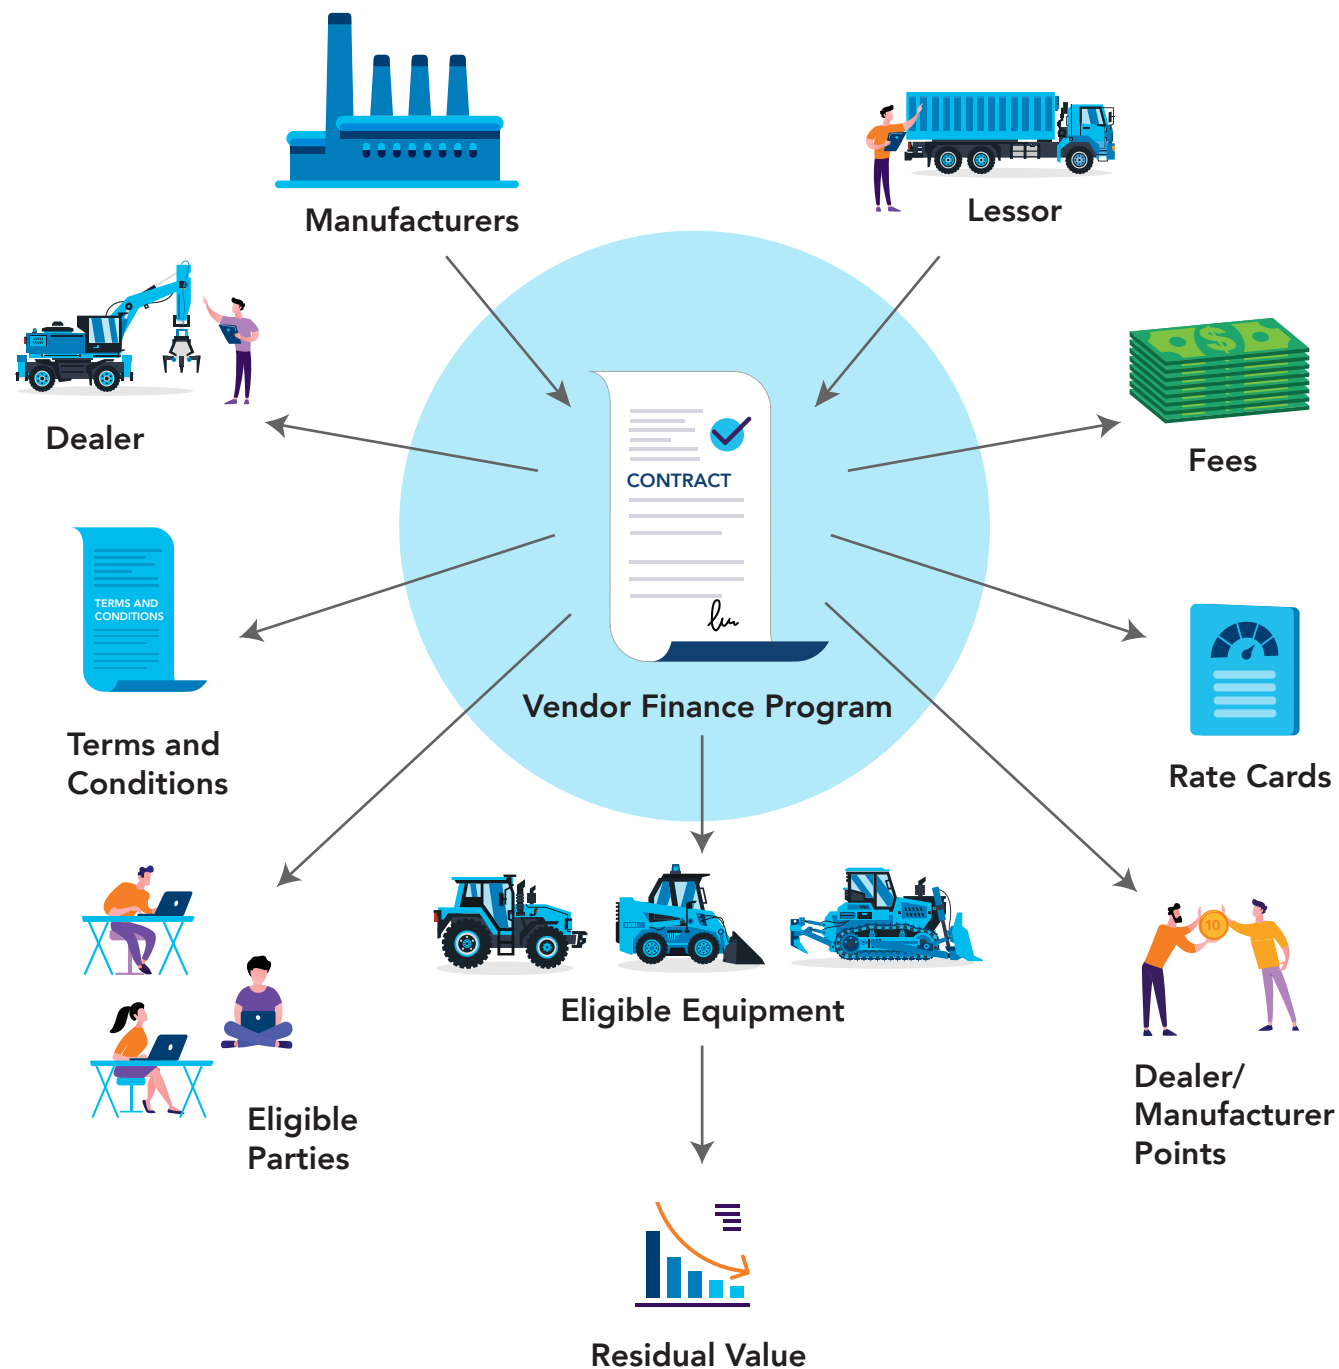 Manufacturers
Lessor
Dealer
Fees
CONTRACT
TERMS AND
CONDITIONS
Vendor Finance Program
Terms and
Conditions
Rate Cards
10
Eligible Equipment
Dealer/
Manufacturer
Points
Eligible
Parties
Residual Value